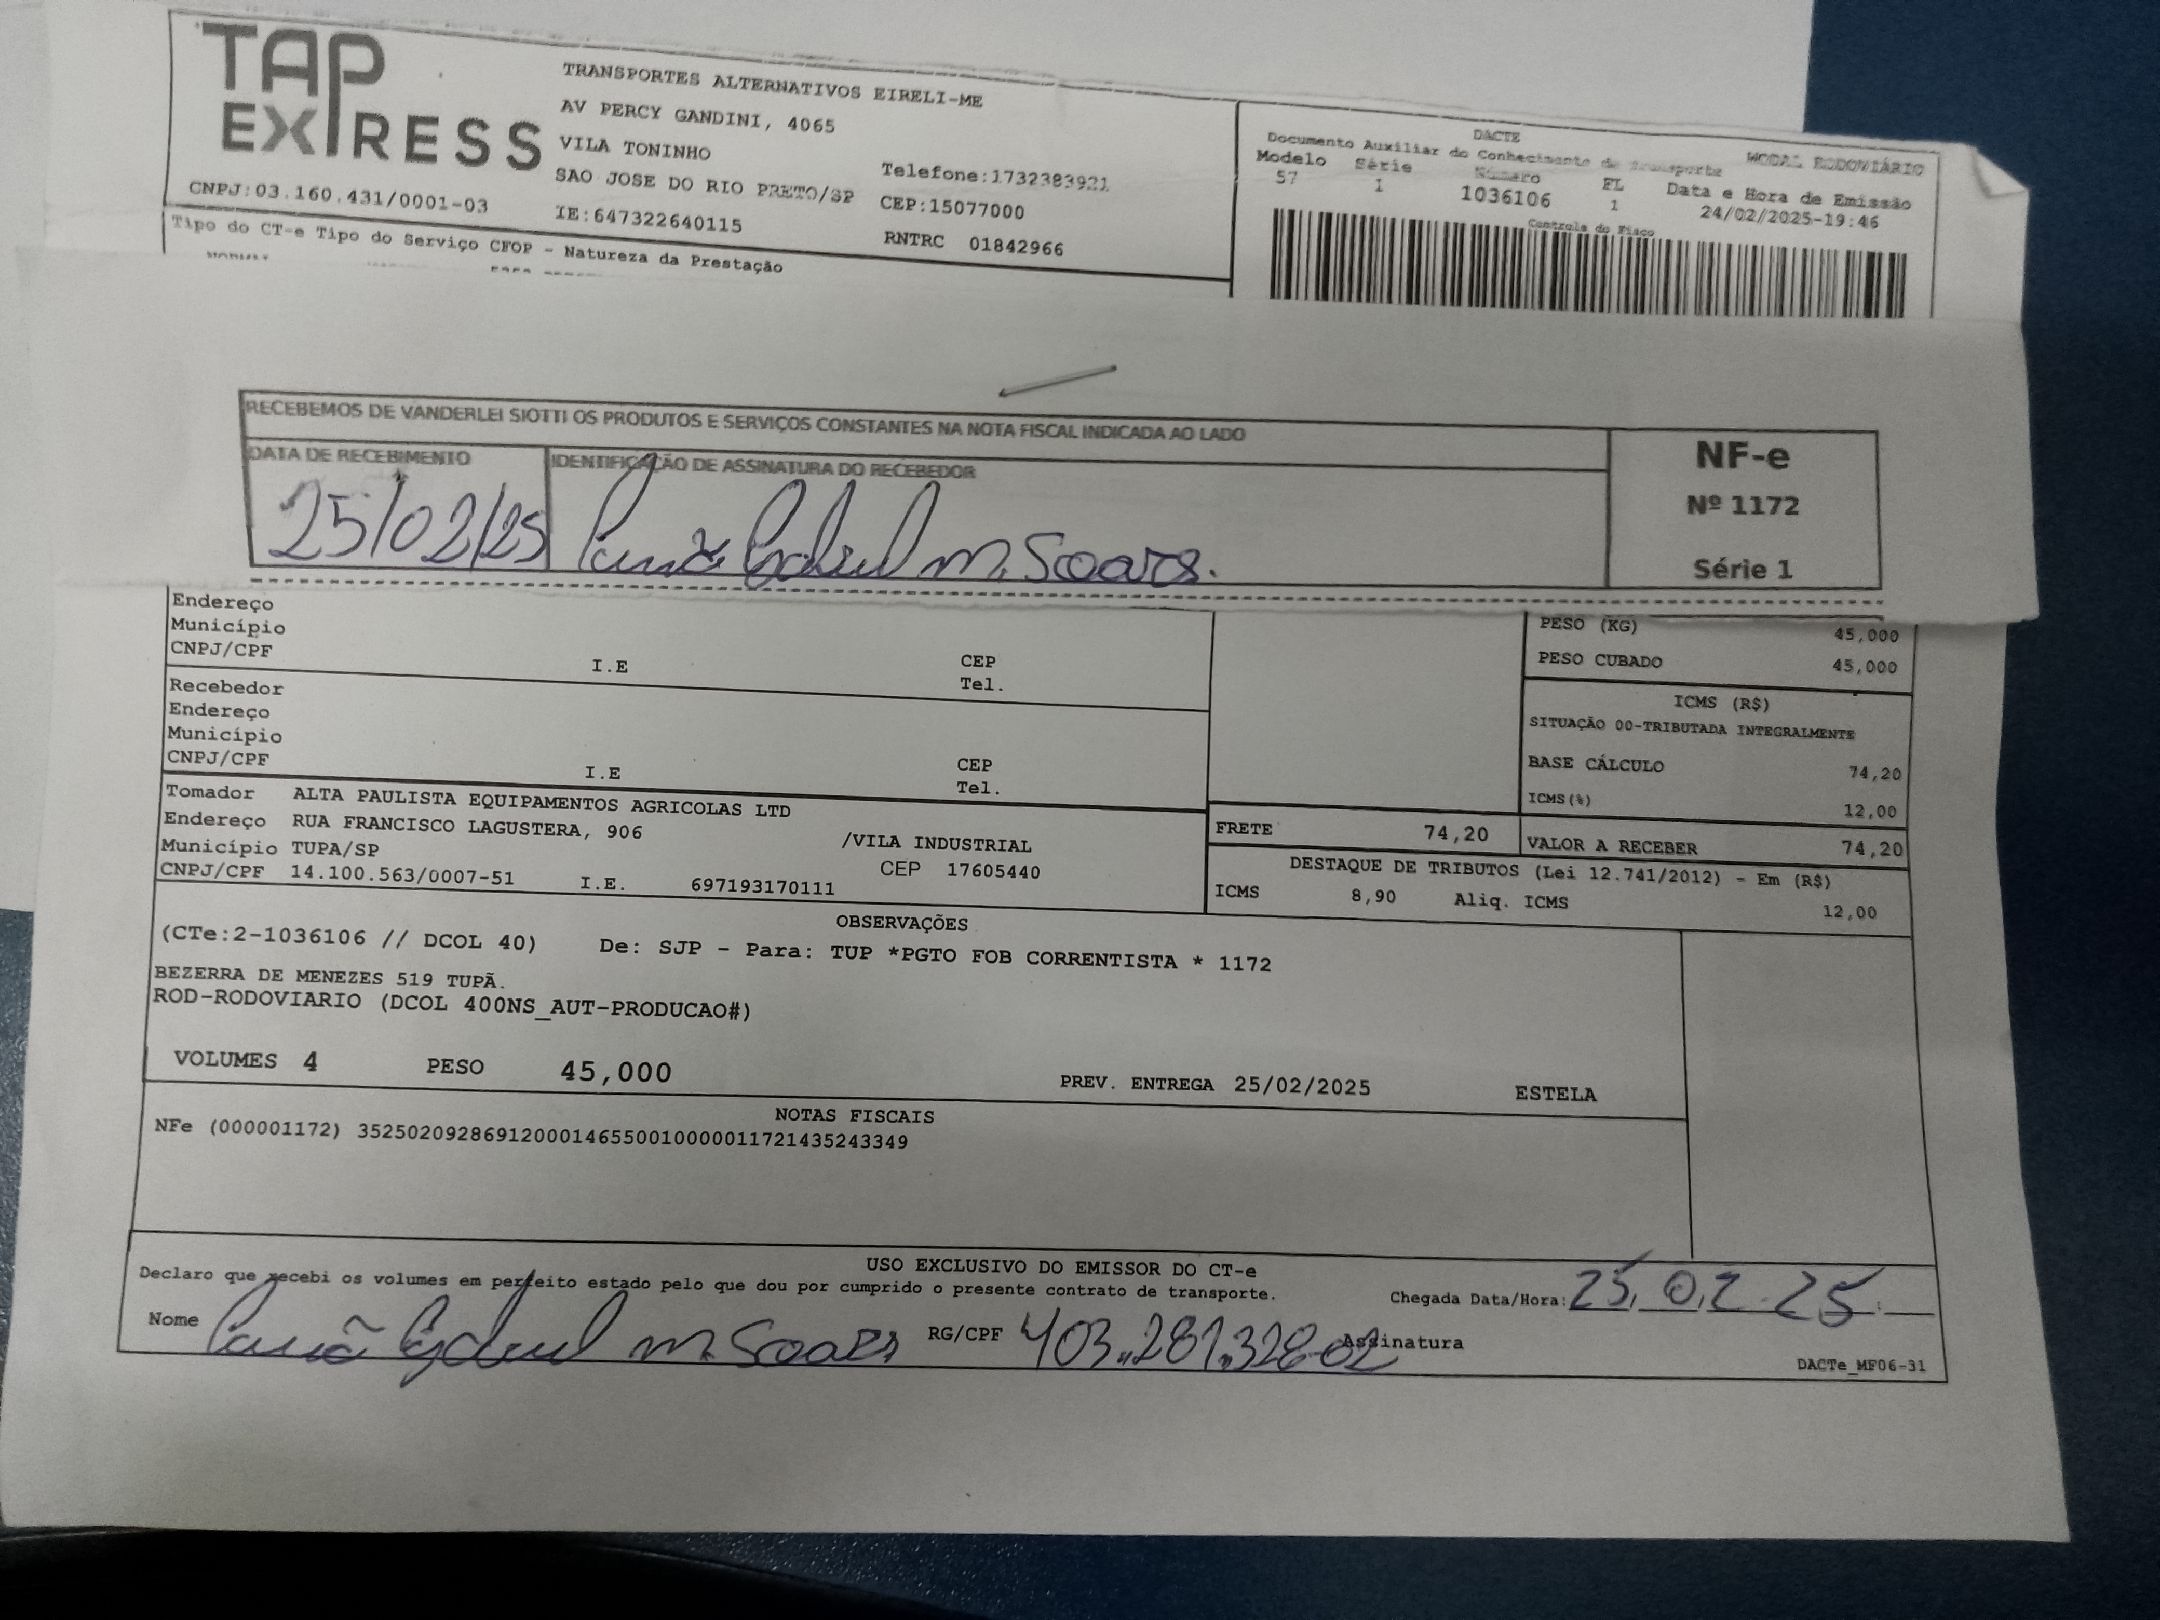 TAP
EXPRESS
TRANSPORTES ALTERNATIVOS EIRELI-ME
AV PERCY GANDINI, 4065
VILA TONINHO
SAO JOSE DO RIO PRETO/SP
Telefone:1732383921
CEP:15077000
CNPJ:03.160.431/0001-03
IE:647322640115
RNTRC 01842966
DACTE
Documento Auxiliar do Conhecimento de Transporte
MODAL RODOVIÁRIO
Modelo Série Número FL Data e Hora de Emissão
57 1 1036106 1 24/02/2025-19:46
Controle do Fisco
Tipo do CT-e Tipo do Serviço CFOP - Natureza da Prestação
RECEBEMOS DE VANDERLEI SIOTTI OS PRODUTOS E SERVIÇOS CONSTANTES NA NOTA FISCAL INDICADA AO LADO
DATA DE RECEBIMENTO
IDENTIFICAÇÃO DE ASSINATURA DO RECEBEDOR
25/02/25
M. Soares.
NF-e
Nº 1172
Série 1
Endereço
Município
CNPJ/CPF I.E CEP
Tel.
Recebedor
Endereço
Município
CNPJ/CPF I.E CEP
Tel.
PESO (KG) 45,000
PESO CUBADO 45,000
ICMS (R$)
SITUAÇÃO 00-TRIBUTADA INTEGRALMENTE
BASE CÁLCULO 74,20
ICMS(%) 12,00
Tomador ALTA PAULISTA EQUIPAMENTOS AGRICOLAS LTD
Endereço RUA FRANCISCO LAGUSTERA, 906 /VILA INDUSTRIAL
Município TUPA/SP CEP 17605440
CNPJ/CPF 14.100.563/0007-51 I.E. 697193170111
FRETE 74,20 VALOR A RECEBER 74,20
DESTAQUE DE TRIBUTOS (Lei 12.741/2012) - Em (R$)
ICMS 8,90 Aliq. ICMS 12,00
OBSERVAÇÕES
(CTe:2-1036106 // DCOL 40) De: SJP - Para: TUP *PGTO FOB CORRENTISTA * 1172
BEZERRA DE MENEZES 519 TUPÃ.
ROD-RODOVIARIO (DCOL 400NS_AUT-PRODUCAO#)
VOLUMES 4 PESO 45,000 PREV. ENTREGA 25/02/2025 ESTELA
NOTAS FISCAIS
NFe (000001172) 35250209286912000146550010000011721435243349
USO EXCLUSIVO DO EMISSOR DO CT-e
Declaro que recebi os volumes em perfeito estado pelo que dou por cumprido o presente contrato de transporte.
Chegada Data/Hora: 25.02.25
Nome M. Soares RG/CPF 403.281.328-02 Assinatura
DACTe_MF06-31